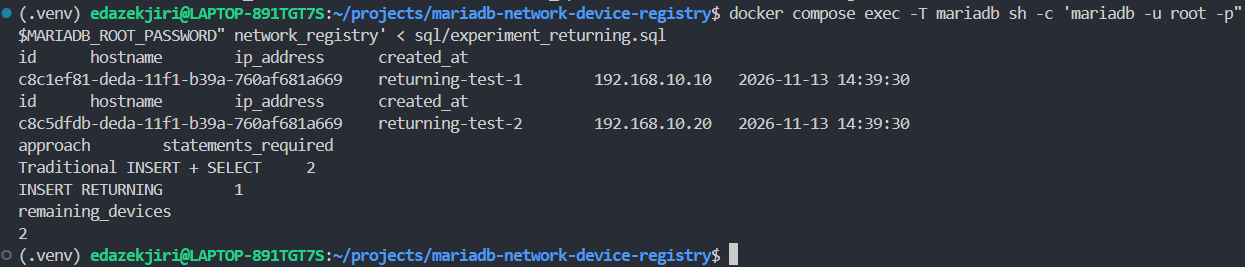 (.venv) edazekjiri@LAPTOP-891TGT7S:~/projects/mariadb-network-device-registry$ docker compose exec -T mariadb sh -c 'mariadb -u root -p"
$MARIADB_ROOT_PASSWORD" network_registry' < sql/experiment_returning.sql
id hostname ip_address created_at
c8c1ef81-deda-11f1-b39a-760af681a669 returning-test-1 192.168.10.10 2026-11-13 14:39:30
id hostname ip_address created_at
c8c5dfdb-deda-11f1-b39a-760af681a669 returning-test-2 192.168.10.20 2026-11-13 14:39:30
approach statements_required
Traditional INSERT + SELECT 2
INSERT RETURNING 1
remaining_devices
2
(.venv) edazekjiri@LAPTOP-891TGT7S:~/projects/mariadb-network-device-registry$